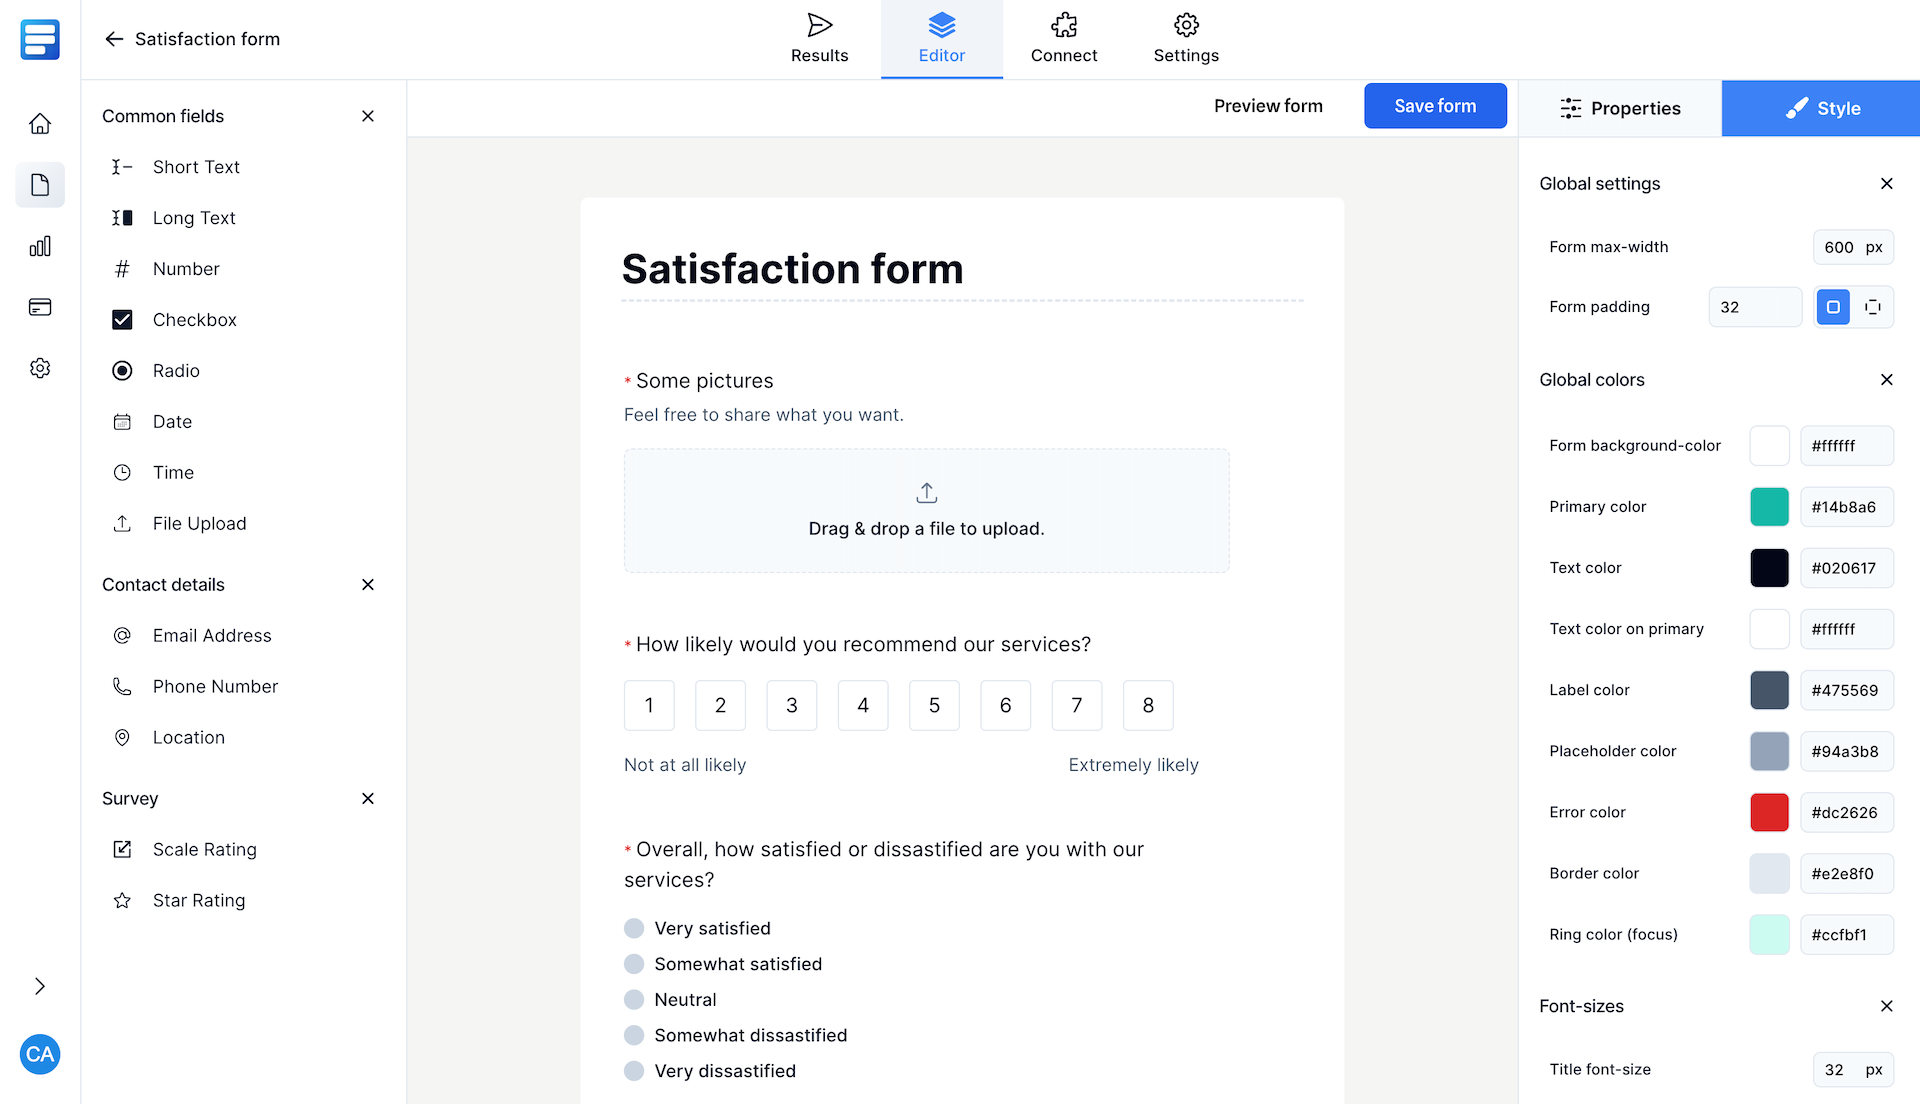 Satisfaction form
Results
Editor
Connect
Settings
Common fields
Short Text
Long Text
Number
Checkbox
Radio
Date
Time
File Upload
Contact details
Email Address
Phone Number
Location
Survey
Scale Rating
Star Rating
CA
Preview form
Save form
Satisfaction form
* Some pictures
Feel free to share what you want.
Drag & drop a file to upload.
* How likely would you recommend our services?
1 2 3 4 5 6 7 8
Not at all likely Extremely likely
* Overall, how satisfied or dissastified are you with our
services?
Very satisfied
Somewhat satisfied
Neutral
Somewhat dissastified
Very dissastified
Properties
Style
Global settings
Form max-width 600 px
Form padding 32
Global colors
Form background-color #ffffff
Primary color #14b8a6
Text color #020617
Text color on primary #ffffff
Label color #475569
Placeholder color #94a3b8
Error color #dc2626
Border color #e2e8f0
Ring color (focus) #ccfbf1
Font-sizes
Title font-size 32 px